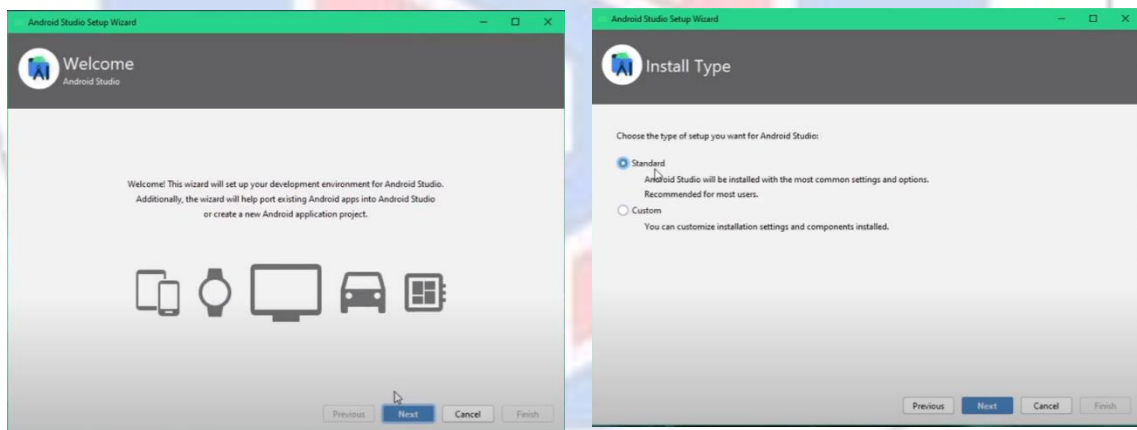 Android Studio Setup Wizard
Welcome
Android Studio
Welcome! This wizard will set up your development environment for Android Studio.
Additionally, the wizard will help port existing Android apps into Android Studio
or create a new Android application project.
Previous Next Cancel Finish
Android Studio Setup Wizard
Install Type
Choose the type of setup you want for Android Studio:
Standard
Android Studio will be installed with the most common settings and options.
Recommended for most users.
Custom
You can customize installation settings and components installed.
Previous Next Cancel Finish